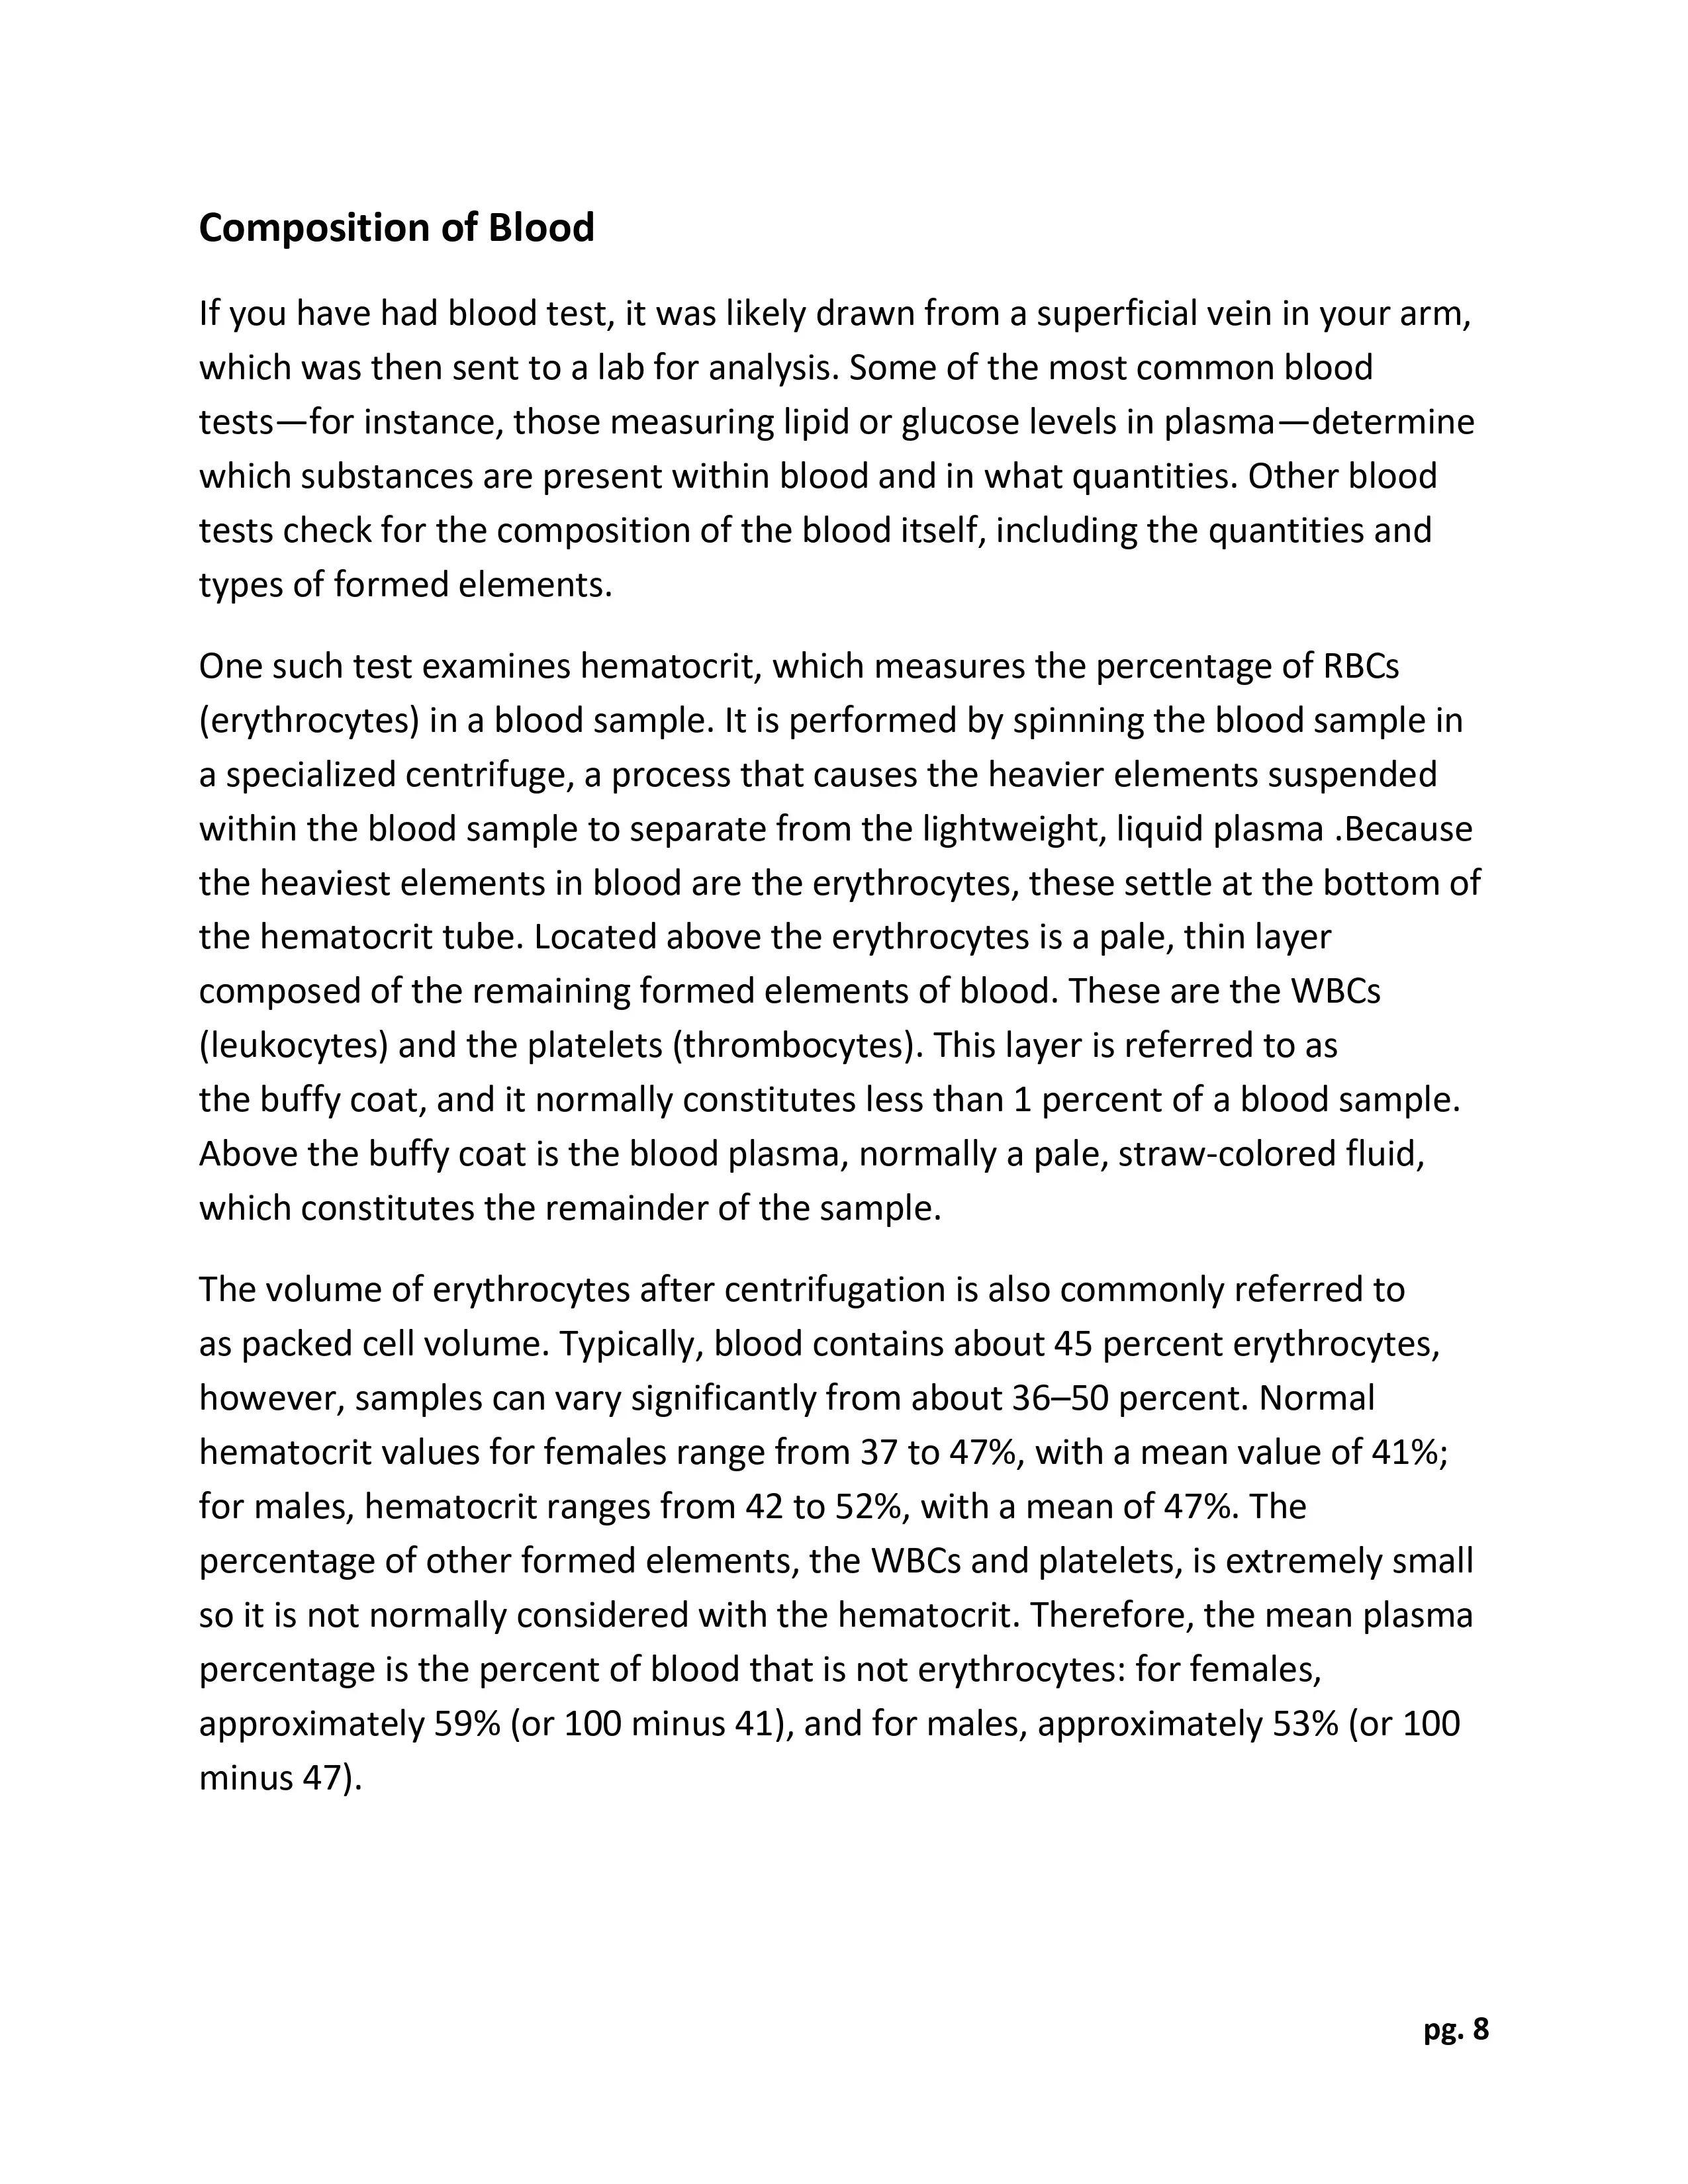 Composition of Blood
If you have had blood test, it was likely drawn from a superficial vein in your arm,
which was then sent to a lab for analysis. Some of the most common blood
tests—for instance, those measuring lipid or glucose levels in plasma—determine
which substances are present within blood and in what quantities. Other blood
tests check for the composition of the blood itself, including the quantities and
types of formed elements.
One such test examines hematocrit, which measures the percentage of RBCs
(erythrocytes) in a blood sample. It is performed by spinning the blood sample in
a specialized centrifuge, a process that causes the heavier elements suspended
within the blood sample to separate from the lightweight, liquid plasma .Because
the heaviest elements in blood are the erythrocytes, these settle at the bottom of
the hematocrit tube. Located above the erythrocytes is a pale, thin layer
composed of the remaining formed elements of blood. These are the WBCs
(leukocytes) and the platelets (thrombocytes). This layer is referred to as
the buffy coat, and it normally constitutes less than 1 percent of a blood sample.
Above the buffy coat is the blood plasma, normally a pale, straw-colored fluid,
which constitutes the remainder of the sample.
The volume of erythrocytes after centrifugation is also commonly referred to
as packed cell volume. Typically, blood contains about 45 percent erythrocytes,
however, samples can vary significantly from about 36–50 percent. Normal
hematocrit values for females range from 37 to 47%, with a mean value of 41%;
for males, hematocrit ranges from 42 to 52%, with a mean of 47%. The
percentage of other formed elements, the WBCs and platelets, is extremely small
so it is not normally considered with the hematocrit. Therefore, the mean plasma
percentage is the percent of blood that is not erythrocytes: for females,
approximately 59% (or 100 minus 41), and for males, approximately 53% (or 100
minus 47).
pg. 8